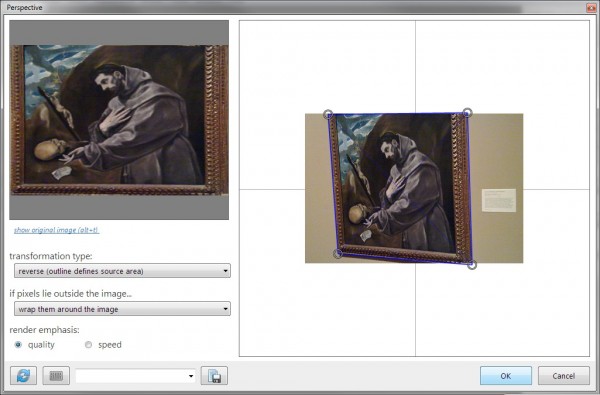 Perspective
show original image (alt+t)
transformation type:
reverse (outline defines source area)
if pixels lie outside the image...
wrap them around the image
render emphasis:
quality
speed
OK
Cancel